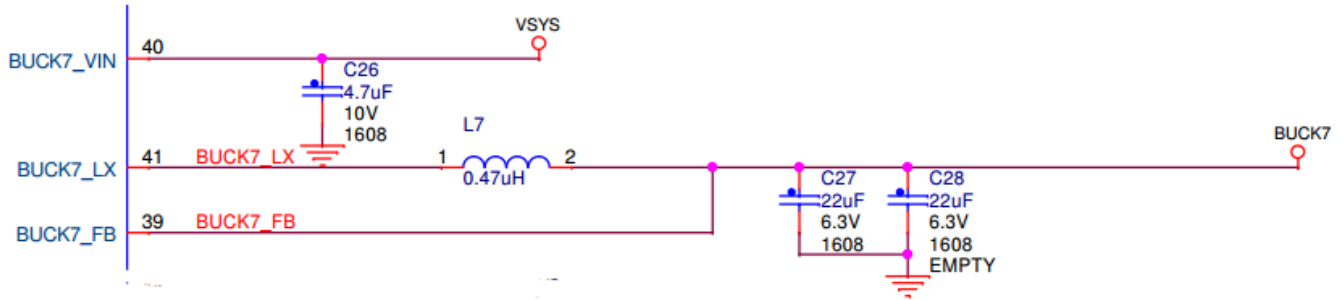 VSYS
BUCK7_VIN
40
C26
4.7uF
10V
1608
L7
BUCK7
BUCK7_LX
41
BUCK7_LX
1
2
0.47uH
C27
22uF
6.3V
1608
C28
22uF
6.3V
1608
EMPTY
BUCK7_FB
39
BUCK7_FB